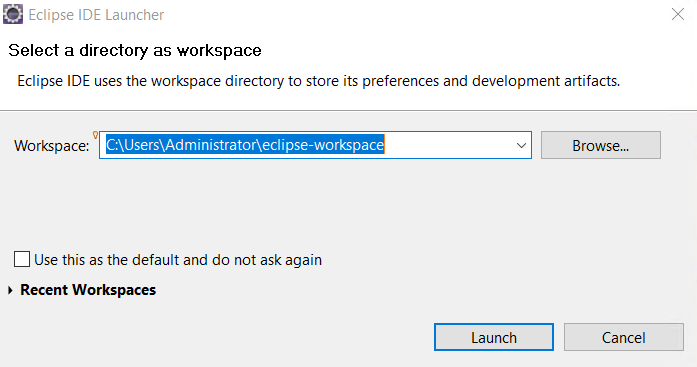 Eclipse IDE Launcher
Select a directory as workspace
Eclipse IDE uses the workspace directory to store its preferences and development artifacts.
Workspace: C:\Users\Administrator\eclipse-workspace Browse...
Use this as the default and do not ask again
Recent Workspaces
Launch Cancel